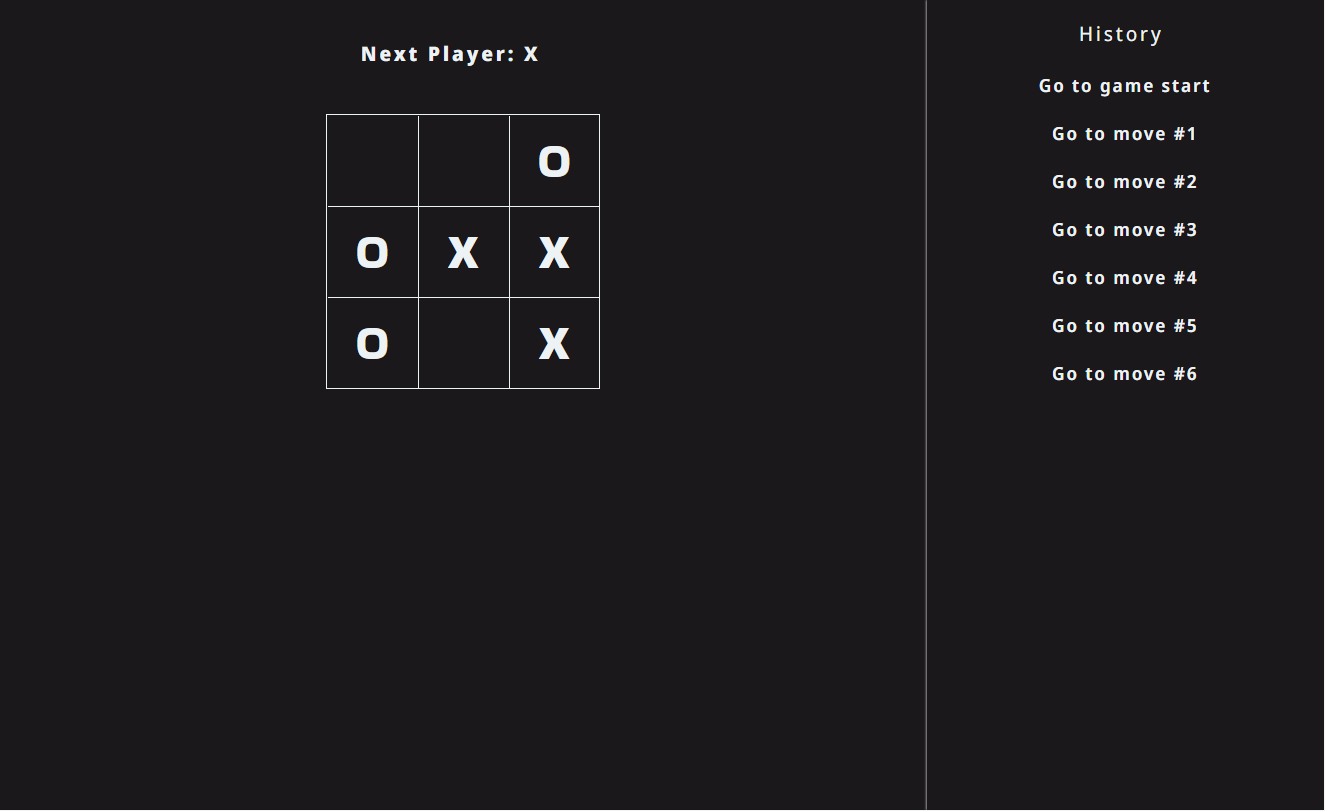 Next Player: X
O
O X X
O X
History
Go to game start
Go to move #1
Go to move #2
Go to move #3
Go to move #4
Go to move #5
Go to move #6